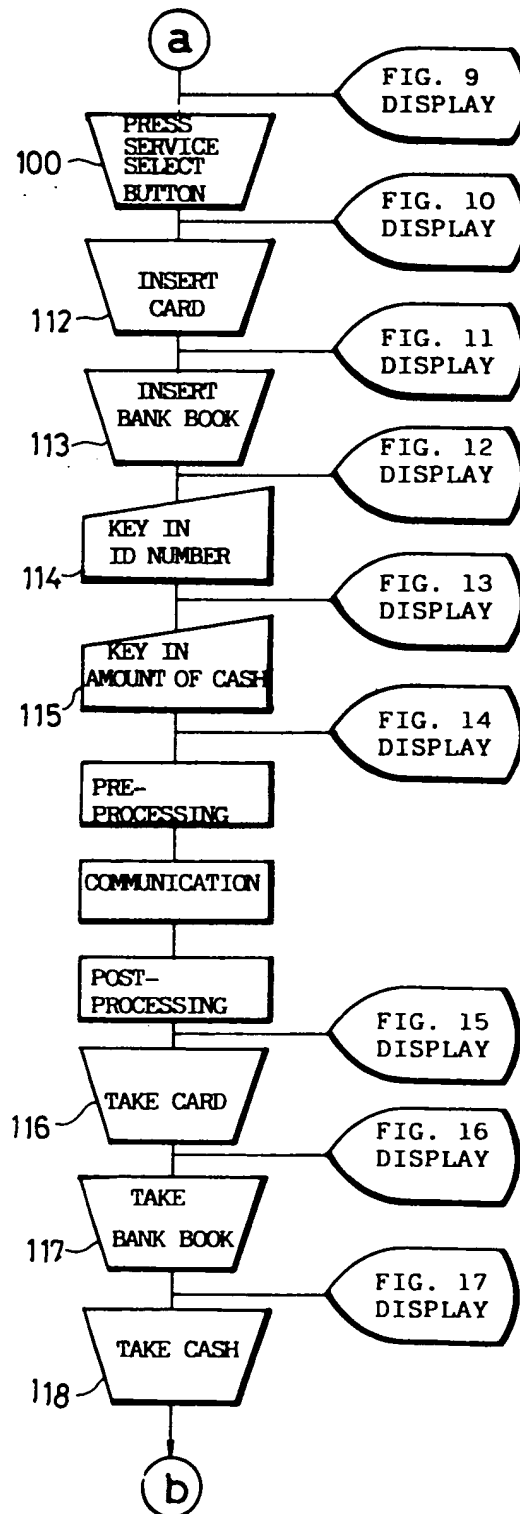 a
FIG. 9
DISPLAY
PRESS
SERVICE
SELECT
BUTTON
100
FIG. 10
DISPLAY
INSERT
CARD
112
FIG. 11
DISPLAY
INSERT
BANK BOOK
113
FIG. 12
DISPLAY
KEY IN
ID NUMBER
114
FIG. 13
DISPLAY
KEY IN
AMOUNT OF CASH
115
FIG. 14
DISPLAY
PRE-
PROCESSING
COMMUNICATION
POST-
PROCESSING
FIG. 15
DISPLAY
TAKE CARD
116
FIG. 16
DISPLAY
TAKE
BANK BOOK
117
FIG. 17
DISPLAY
TAKE CASH
118
b